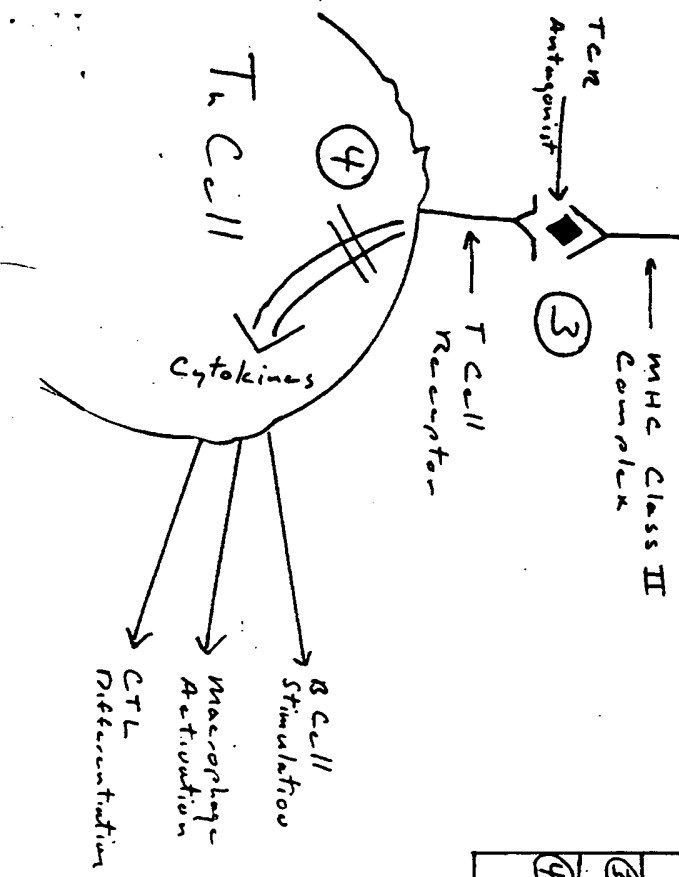 MHC Class II
Complex
TCR
Antagonist
③
T Cell
Receptor
④
Th Cell
Cytokines
B Cell
Stimulation
Macrophage
Activation
CTL
Differentiation
④